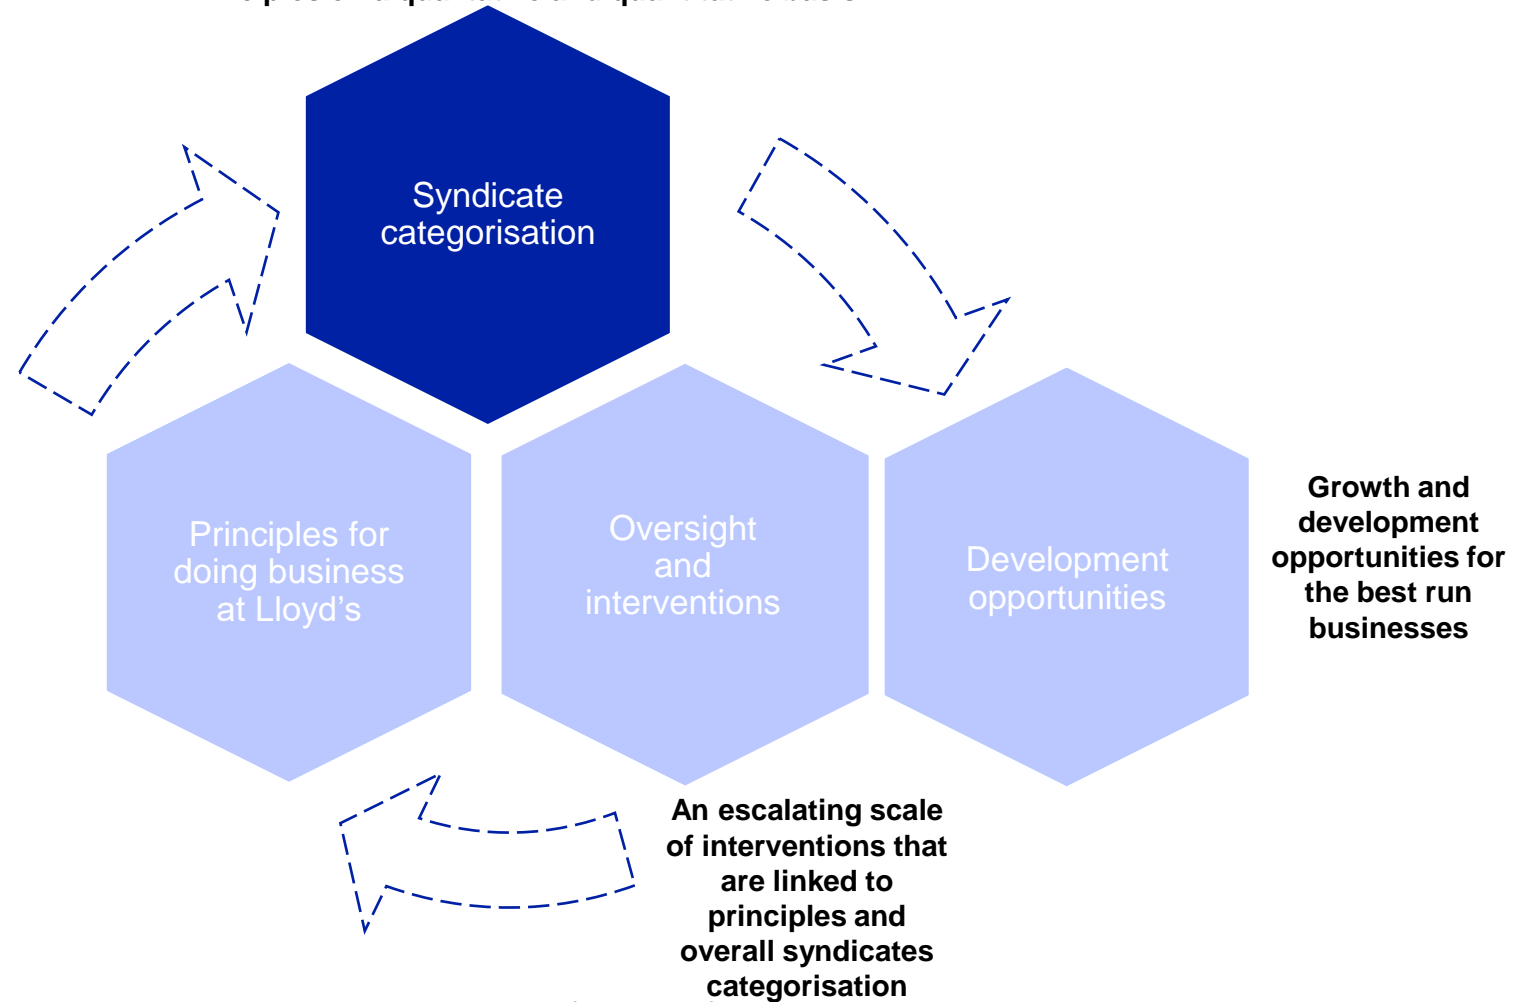 Syndicate
categorisation
Principles for
doing business
at Lloyd's
Oversight
and
interventions
Development
opportunities
Growth and
development
opportunities for
the best run
businesses
An escalating scale
of interventions that
are linked to
principles and
overall syndicates
categorisation